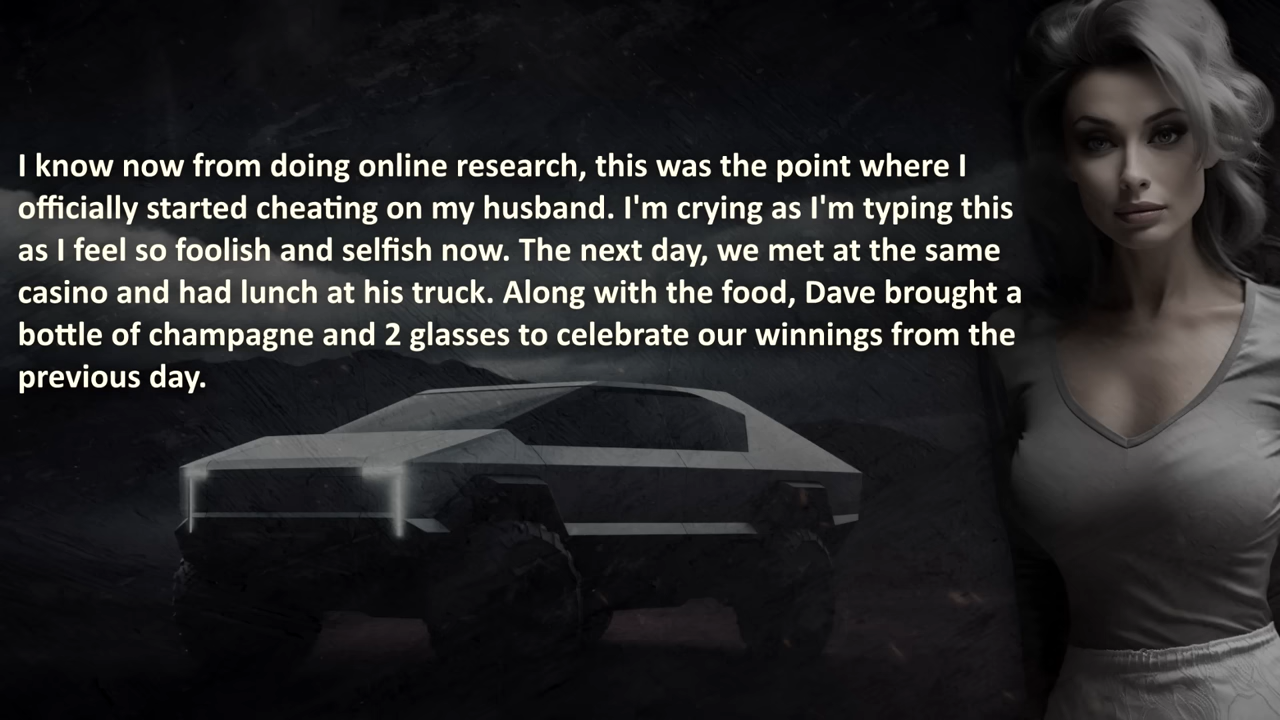 I know now from doing online research, this was the point where I
officially started cheating on my husband. I'm crying as I'm typing this
as I feel so foolish and selfish now. The next day, we met at the same
casino and had lunch at his truck. Along with the food, Dave brought a
bottle of champagne and 2 glasses to celebrate our winnings from the
previous day.